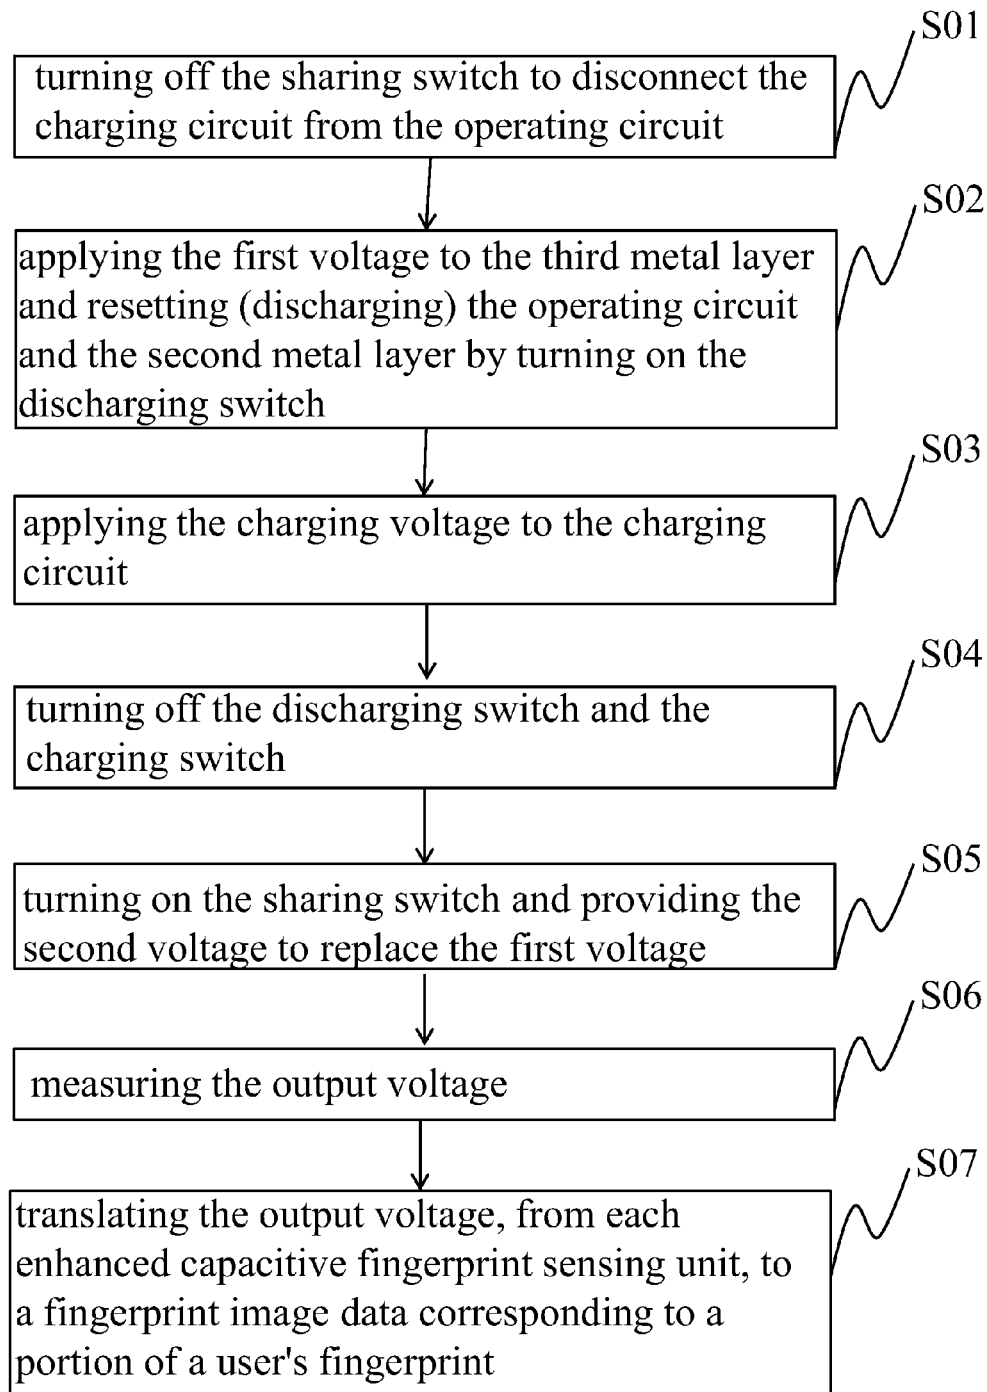 S01
turning off the sharing switch to disconnect the
charging circuit from the operating circuit
S02
applying the first voltage to the third metal layer
and resetting (discharging) the operating circuit
and the second metal layer by turning on the
discharging switch
S03
applying the charging voltage to the charging
circuit
S04
turning off the discharging switch and the
charging switch
S05
turning on the sharing switch and providing the
second voltage to replace the first voltage
S06
measuring the output voltage
S07
translating the output voltage, from each
enhanced capacitive fingerprint sensing unit, to
a fingerprint image data corresponding to a
portion of a user's fingerprint